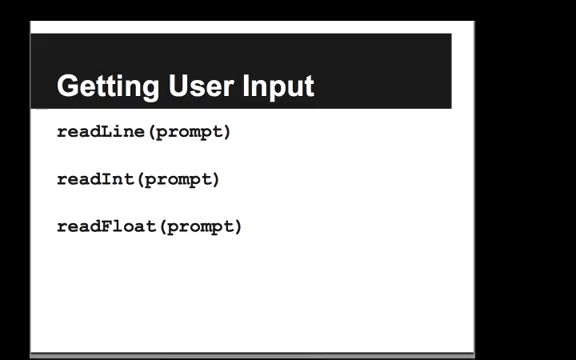 Getting User Input
readLine(prompt)
readInt(prompt)
readFloat(prompt)